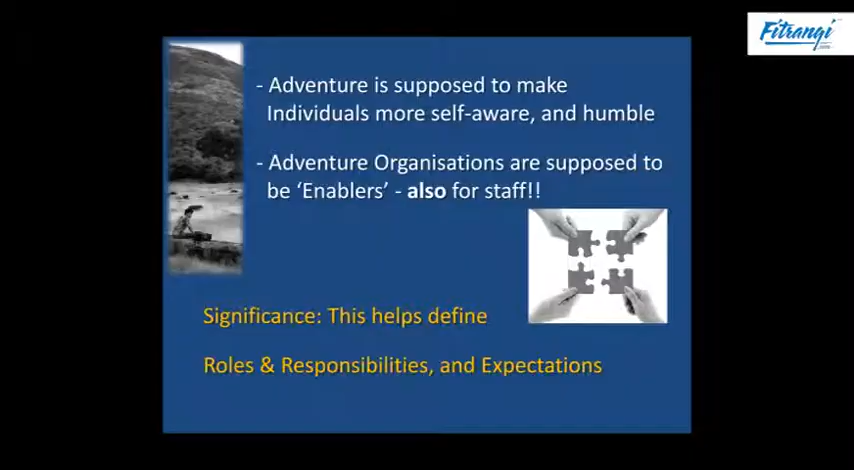 Fitrangi
- Adventure is supposed to make
Individuals more self-aware, and humble
- Adventure Organisations are supposed to
be ‘Enablers’ - also for staff!!
Significance: This helps define
Roles & Responsibilities, and Expectations